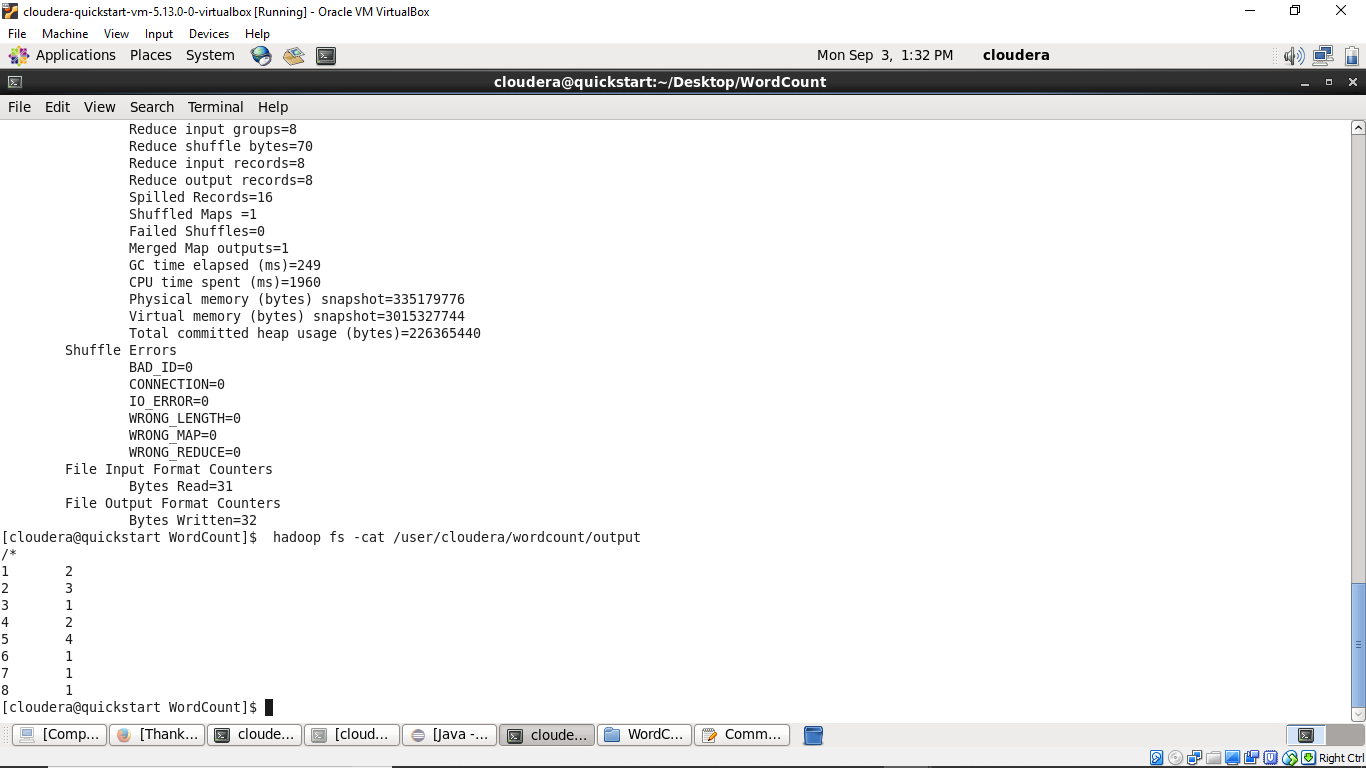 cloudera-quickstart-vm-5.13.0-0-virtualbox [Running] - Oracle VM VirtualBox
File Machine View Input Devices Help
Applications Places System Mon Sep 3, 1:32 PM cloudera
cloudera@quickstart:~/Desktop/WordCount
File Edit View Search Terminal Help
Reduce input groups=8
Reduce shuffle bytes=70
Reduce input records=8
Reduce output records=8
Spilled Records=16
Shuffled Maps =1
Failed Shuffles=0
Merged Map outputs=1
GC time elapsed (ms)=249
CPU time spent (ms)=1960
Physical memory (bytes) snapshot=335179776
Virtual memory (bytes) snapshot=3015327744
Total committed heap usage (bytes)=226365440
Shuffle Errors
BAD_ID=0
CONNECTION=0
IO_ERROR=0
WRONG_LENGTH=0
WRONG_MAP=0
WRONG_REDUCE=0
File Input Format Counters
Bytes Read=31
File Output Format Counters
Bytes Written=32
[cloudera@quickstart WordCount]$  hadoop fs -cat /user/cloudera/wordcount/output
/*
1 2
2 3
3 1
4 2
5 4
6 1
7 1
8 1
[cloudera@quickstart WordCount]$
[Comp... [Thank... cloude... [cloud... [Java -... cloude... WordC... Comm...
Right Ctrl